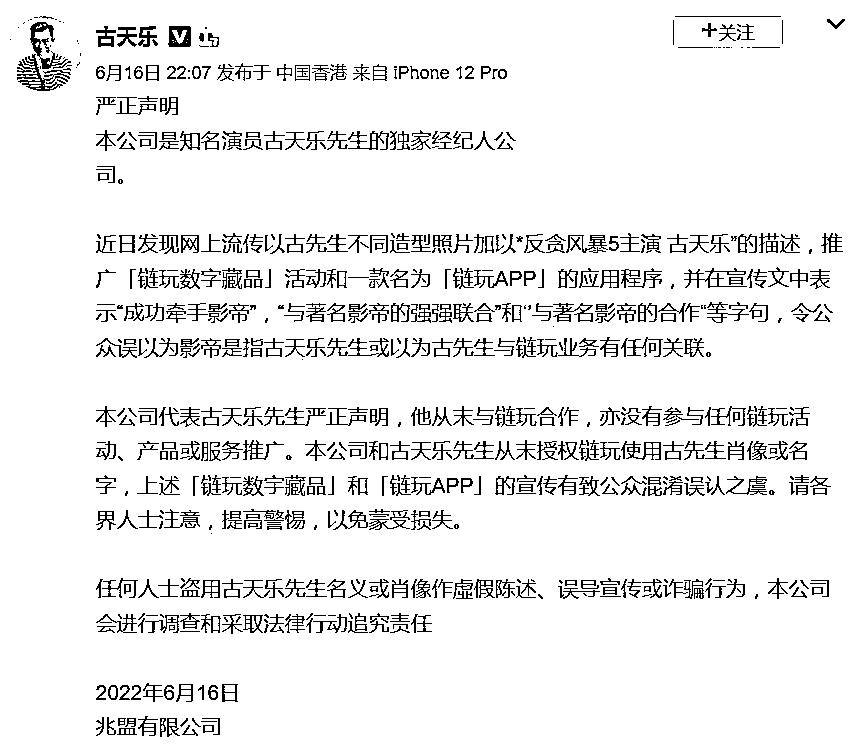 古天乐
+关注
6月16日 22:07 发布于 中国香港 来自 iPhone 12 Pro
严正声明
本公司是知名演员古天乐先生的独家经纪人公
司。
近日发现网上流传以古先生不同造型照片加以“反贪风暴5主演 古天乐”的描述，推
广「链玩数字藏品」活动和一款名为「链玩APP」的应用程序，并在宣传文中表
示“成功牵手影帝”，“与著名影帝的强强联合”和“与著名影帝的合作“等字句，令公
众误以为影帝是指古天乐先生或以为古先生与链玩业务有任何关联。
本公司代表古天乐先生严正声明，他从未与链玩合作，亦没有参与任何链玩活
动、产品或服务推广。本公司和古天乐先生从未授权链玩使用古先生肖像或名
字，上述「链玩数字藏品」和「链玩APP」的宣传有致公众混淆误认之虞。请各
界人士注意，提高警惕，以免蒙受损失。
任何人士盗用古天乐先生名义或肖像作虚假陈述、误导宣传或诈骗行为，本公司
会进行调查和采取法律行动追究责任
2022年6月16日
兆盟有限公司